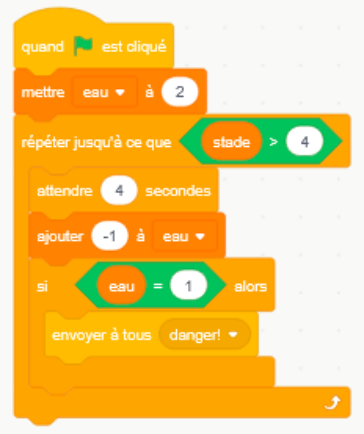 quand est cliqué
mettre eau à 2
répéter jusqu'à ce que stade > 4
attendre 4 secondes
ajouter -1 à eau
si eau = 1 alors
envoyer à tous danger!